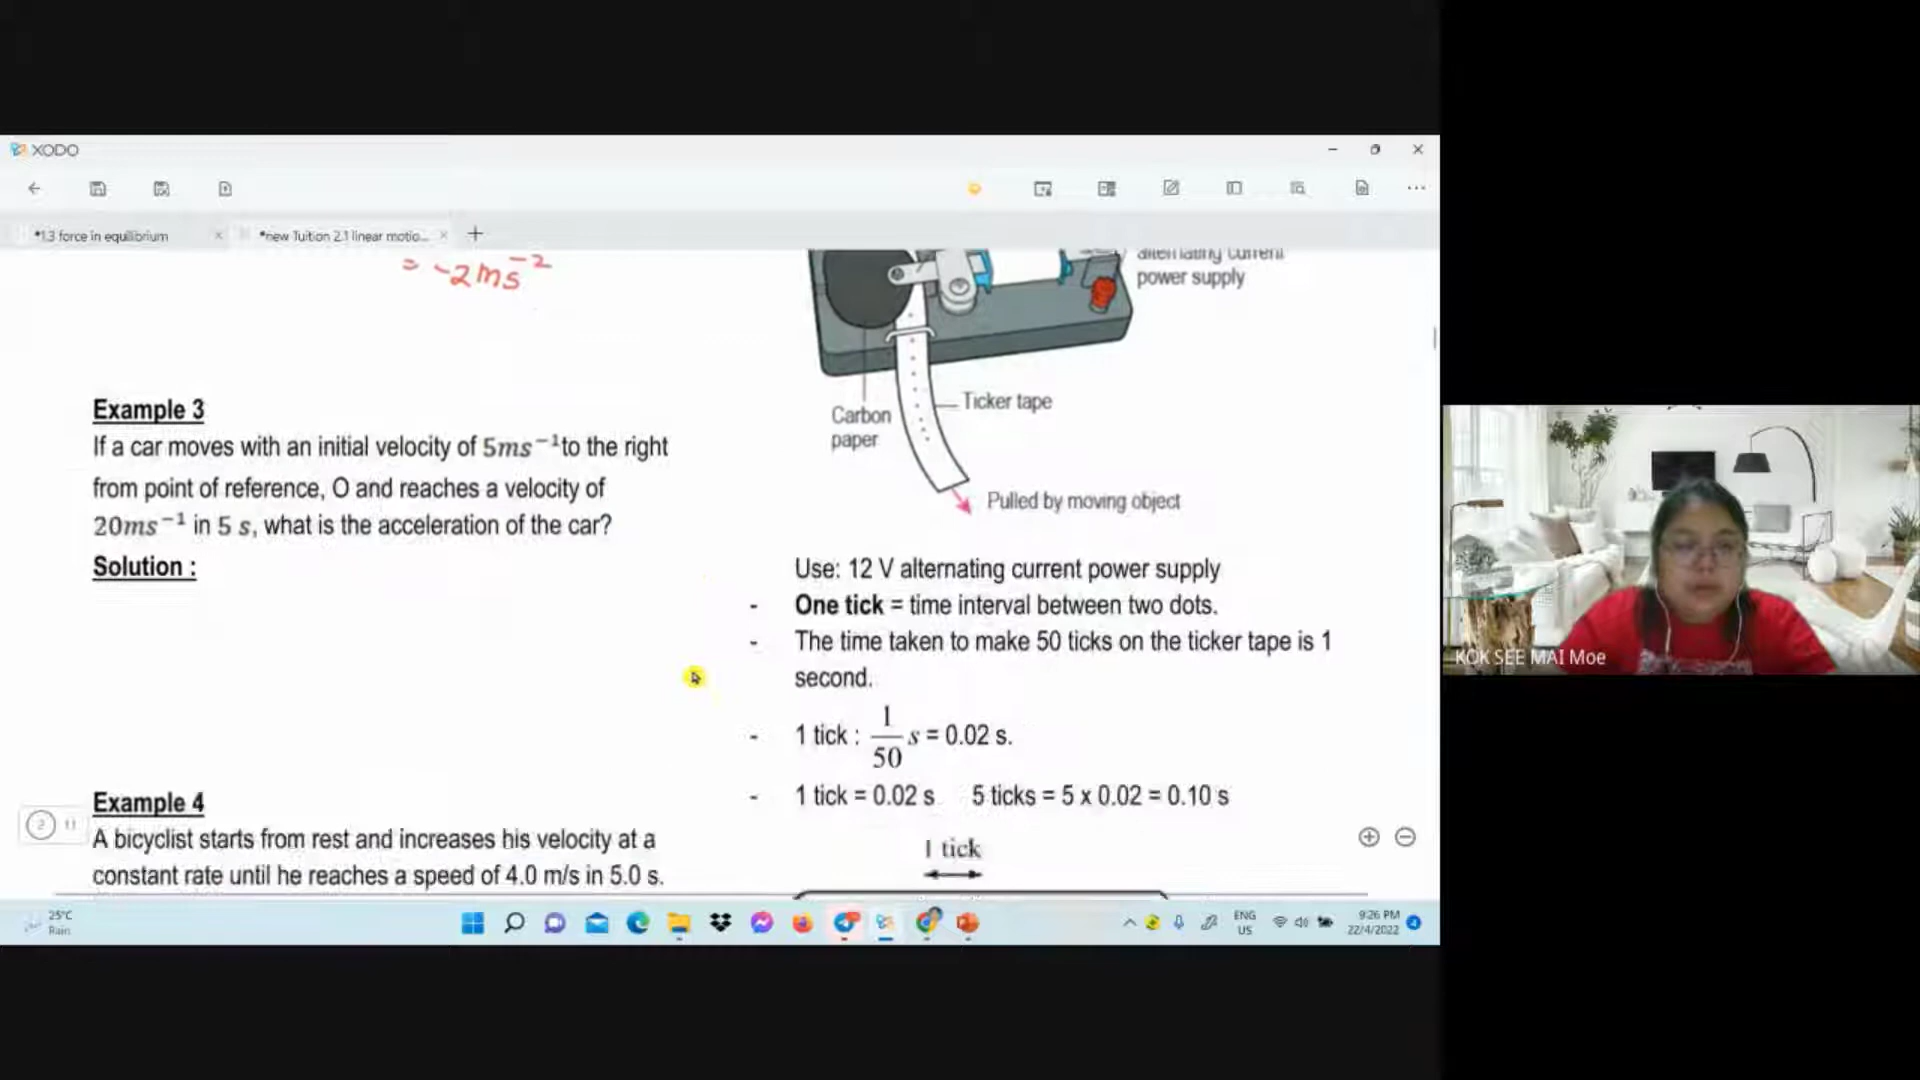 XODO
*1.3 force in equilibrium
*new Tuition 2.1 linear motio...
= -2ms⁻²
Example 3
If a car moves with an initial velocity of 5ms⁻¹to the right
from point of reference, O and reaches a velocity of
20ms⁻¹ in 5 s, what is the acceleration of the car?
Solution :
Example 4
A bicyclist starts from rest and increases his velocity at a
constant rate until he reaches a speed of 4.0 m/s in 5.0 s.
2 11
alternating current
power supply
Carbon
paper
Ticker tape
Pulled by moving object
Use: 12 V alternating current power supply
- One tick = time interval between two dots.
- The time taken to make 50 ticks on the ticker tape is 1
second.
- 1 tick : 1/50 s = 0.02 s.
- 1 tick = 0.02 s 5 ticks = 5 x 0.02 = 0.10 s
1 tick
KOK SEE MAI Moe
25°C
Rain
ENG
US
9:26 PM
22/4/2022
4